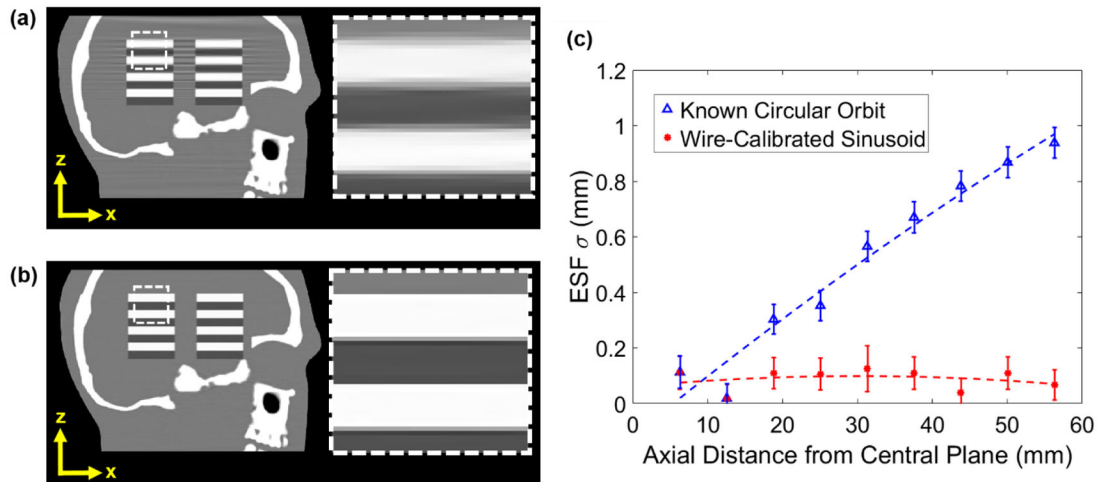 (a)
z
x
(b)
z
x
(c)
1.2
1
0.8
0.6
0.4
0.2
0
ESF σ (mm)
Known Circular Orbit
Wire-Calibrated Sinusoid
0 10 20 30 40 50 60
Axial Distance from Central Plane (mm)